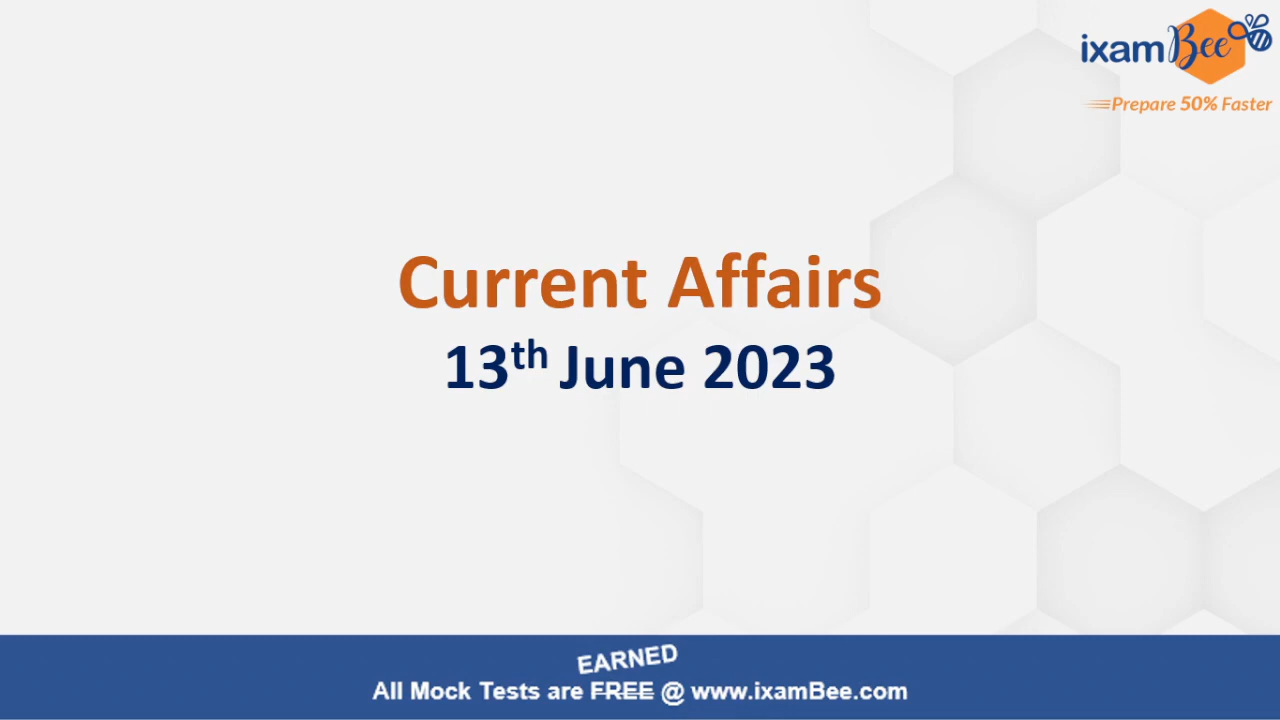 ixamBee
Prepare 50% Faster
Current Affairs
13th June 2023
EARNED
All Mock Tests are FREE @ www.ixamBee.com